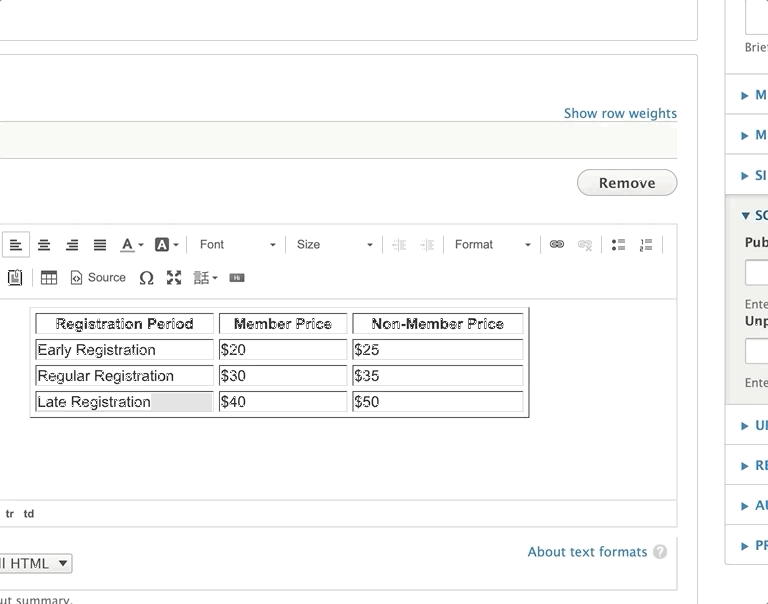 Brief
Show row weights
M
M
Remove
SI
SC
Pub
A A Font Size Format
Source Ω 話 Hi
Ente
Unp
Registration Period Member Price Non-Member Price
Early Registration $20 $25
Regular Registration $30 $35
Late Registration $40 $50
Ente
UI
RE
tr td
AU
PR
About text formats ?
ll HTML
ut summary.